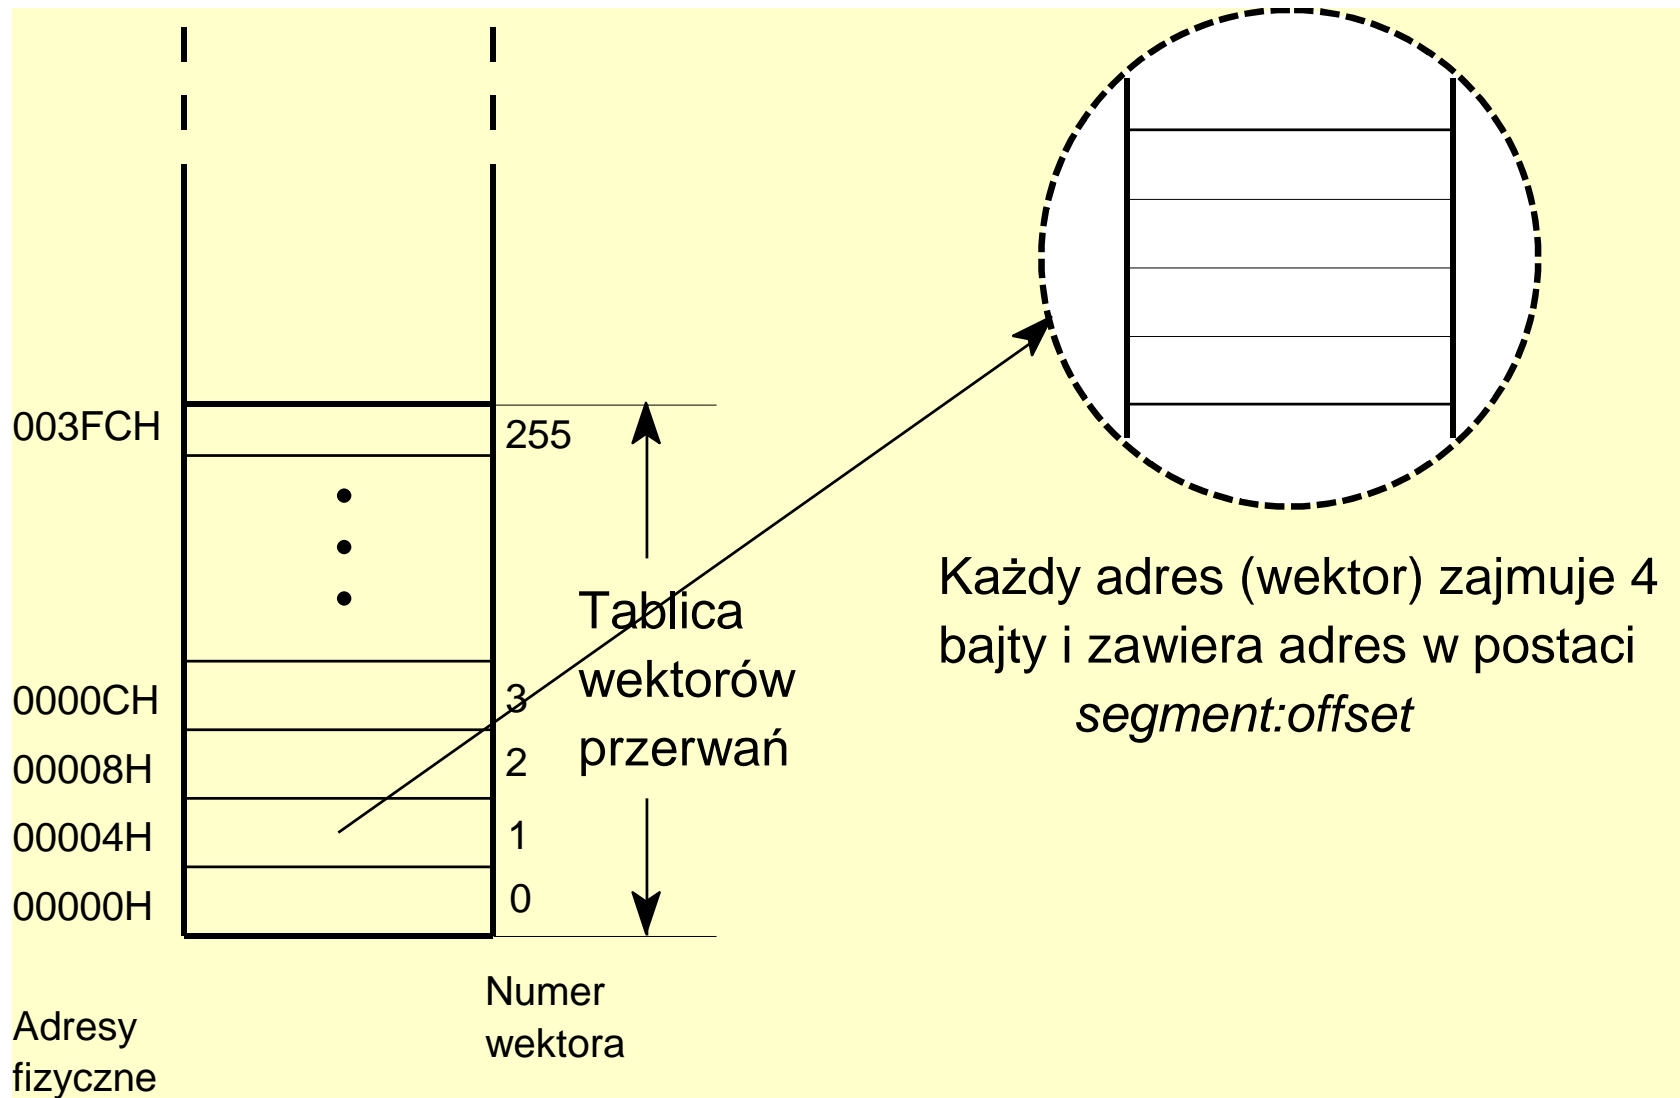 003FCH
255
Każdy adres (wektor) zajmuje 4
bajty i zawiera adres w postaci
segment:offset
Tablica
wektorów
przerwań
0000CH
3
00008H
2
00004H
1
00000H
0
Numer
wektora
Adresy
fizyczne